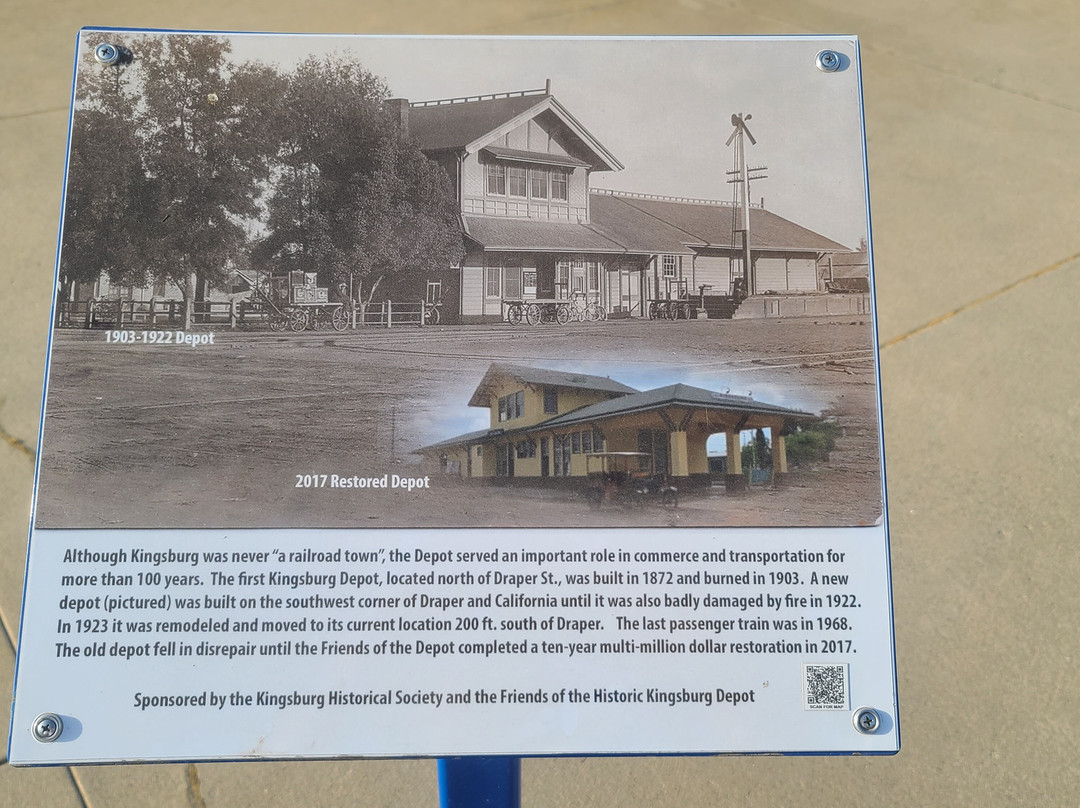 1903-1922 Depot
2017 Restored Depot
Although Kingsburg was never “a railroad town”, the Depot served an important role in commerce and transportation for
more than 100 years. The first Kingsburg Depot, located north of Draper St., was built in 1872 and burned in 1903. A new
depot (pictured) was built on the southwest corner of Draper and California until it was also badly damaged by fire in 1922.
In 1923 it was remodeled and moved to its current location 200 ft. south of Draper. The last passenger train was in 1968.
The old depot fell in disrepair until the Friends of the Depot completed a ten-year multi-million dollar restoration in 2017.
SCAN FOR MAP
Sponsored by the Kingsburg Historical Society and the Friends of the Historic Kingsburg Depot